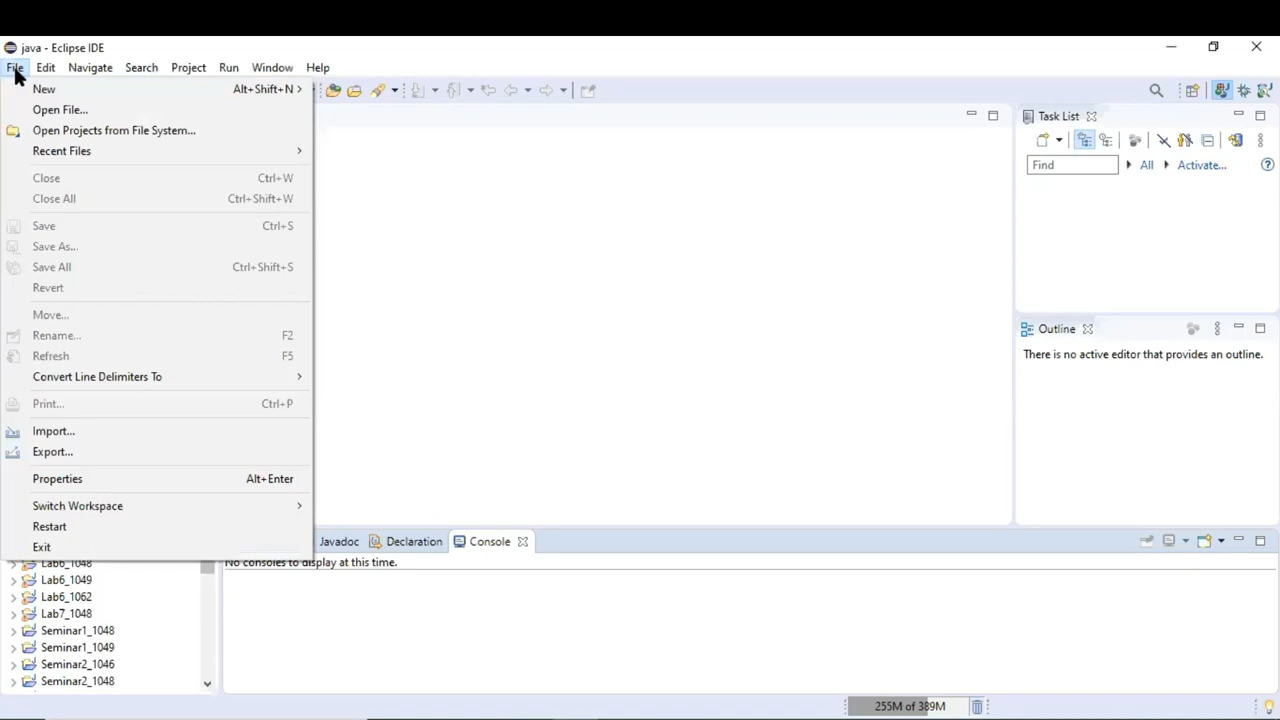 java - Eclipse IDE
File Edit Navigate Search Project Run Window Help
New Alt+Shift+N
Open File...
Open Projects from File System...
Recent Files
Close Ctrl+W
Close All Ctrl+Shift+W
Save Ctrl+S
Save As...
Save All Ctrl+Shift+S
Revert
Move...
Rename... F2
Refresh F5
Convert Line Delimiters To
Print... Ctrl+P
Import...
Export...
Properties Alt+Enter
Switch Workspace
Restart
Exit
Task List
Find All Activate...
Outline
There is no active editor that provides an outline.
Javadoc Declaration Console
No consoles to display at this time.
Lab6_1048
Lab6_1049
Lab6_1062
Lab7_1048
Seminar1_1048
Seminar1_1049
Seminar2_1046
Seminar2_1048
255M of 389M